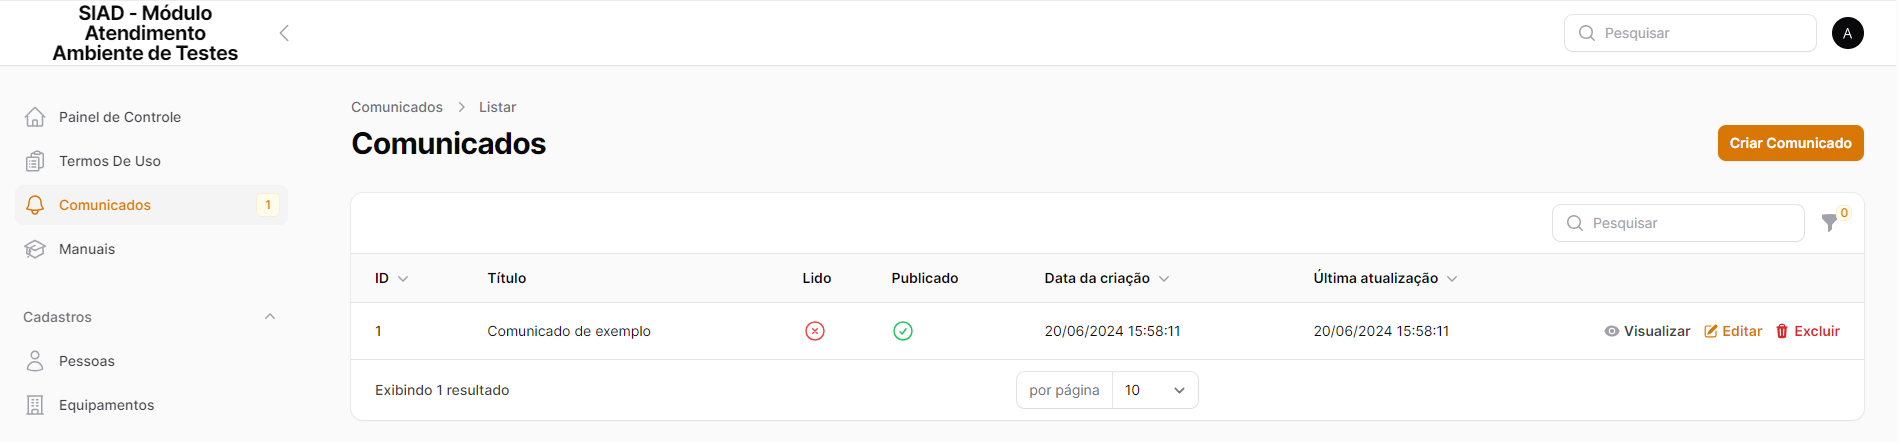 SIAD - Módulo
Atendimento
Ambiente de Testes
Pesquisar
A
Painel de Controle
Termos De Uso
Comunicados 1
Manuais
Cadastros
Pessoas
Equipamentos
Comunicados > Listar
Comunicados
Criar Comunicado
Pesquisar
0
ID Título Lido Publicado Data da criação Última atualização
1 Comunicado de exemplo 20/06/2024 15:58:11 20/06/2024 15:58:11 Visualizar Editar Excluir
Exibindo 1 resultado por página 10